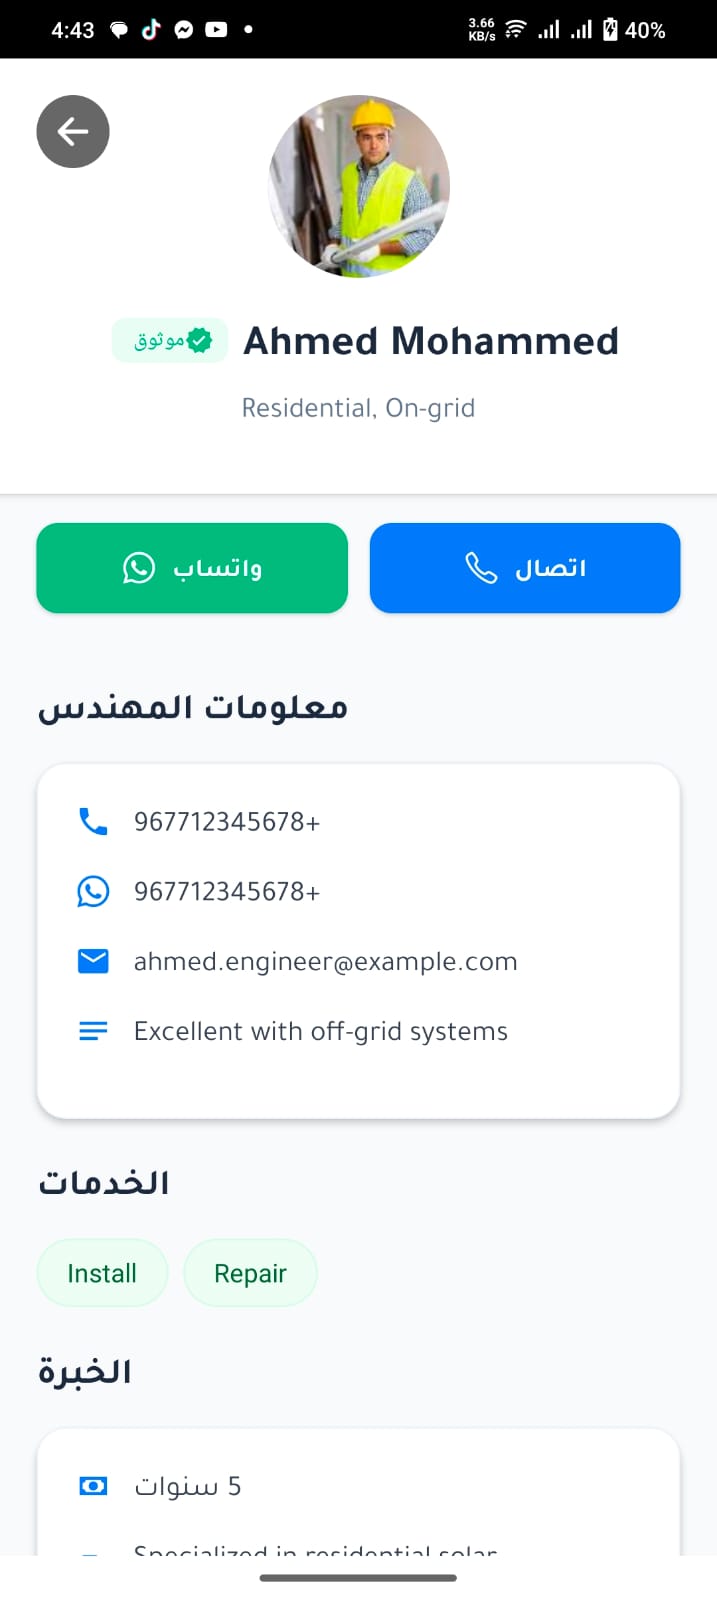 4:43
3.66 KB/s
40%
موثوق Ahmed Mohammed
Residential, On-grid
واتساب
اتصال
معلومات المهندس
967712345678+
967712345678+
ahmed.engineer@example.com
Excellent with off-grid systems
الخدمات
Install
Repair
الخبرة
5 سنوات
Specialized in residential solar